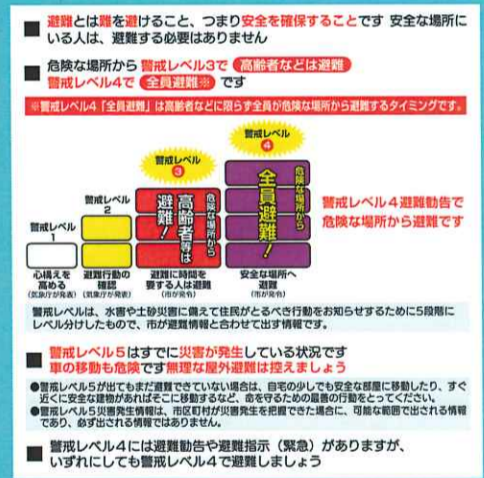 ■ 避難とは難を避けること、つまり安全を確保することです 安全な場所に
いる人は、避難する必要はありません
■ 危険な場所から 警戒レベル3で 高齢者などは避難
警戒レベル4で 全員避難※ です
※警戒レベル4「全員避難」は高齢者などに限らず全員が危険な場所から避難するタイミングです。
警戒レベル
1
心構えを
高める
(気象庁が発表)
警戒レベル
2
避難行動の
確認
(気象庁が発表)
警戒レベル
3
危険な場所から
高齢者等は
避難!
避難に時間を
要する人は避難
(市が発令)
警戒レベル
4
危険な場所から
全員避難!
安全な場所へ
避難
(市が発令)
警戒レベル4避難勧告で
危険な場所から避難です
警戒レベルは、水害や土砂災害に備えて住民がとるべき行動をお知らせするために5段階に
レベル分けしたもので、市が避難情報と合わせて出す情報です。
■ 警戒レベル5はすでに災害が発生している状況です
車の移動も危険です無理な屋外避難は控えましょう
●警戒レベル5が出てもまだ避難できていない場合は、自宅の少しでも安全な部屋に移動したり、すぐ
近くに安全な建物があればそこに移動するなど、命を守るための最善の行動をとってください。
●警戒レベル5災害発生情報は、市区町村が災害発生を把握できた場合に、可能な範囲で出される情報
であり、必ず出される情報ではありません。
■ 警戒レベル4には避難勧告や避難指示(緊急)がありますが、
いずれにしても警戒レベル4で避難しましょう